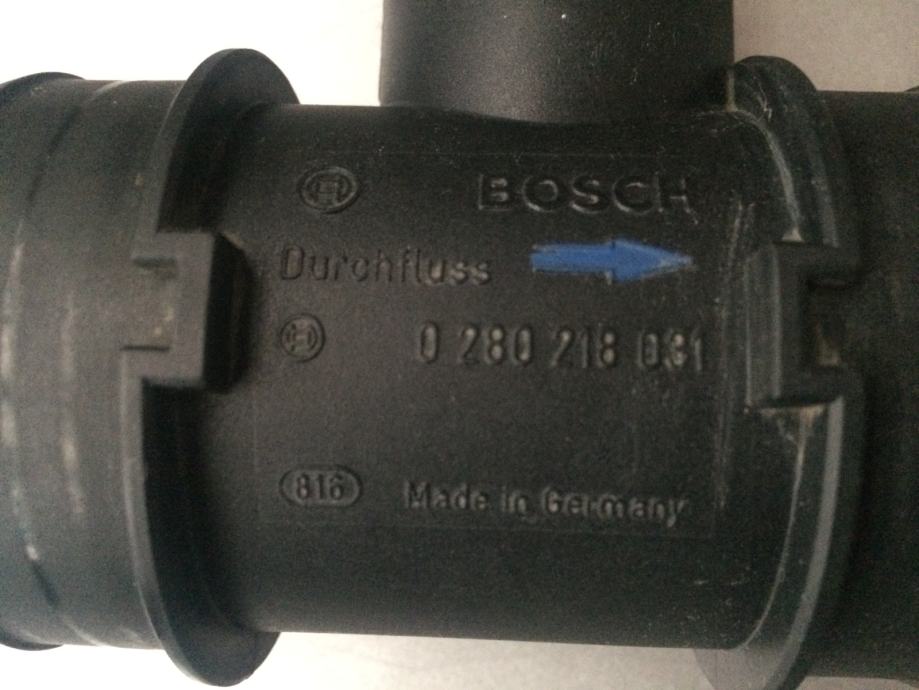 BOSCH
Durchfluss
0 280 218 031
816
Made in Germany